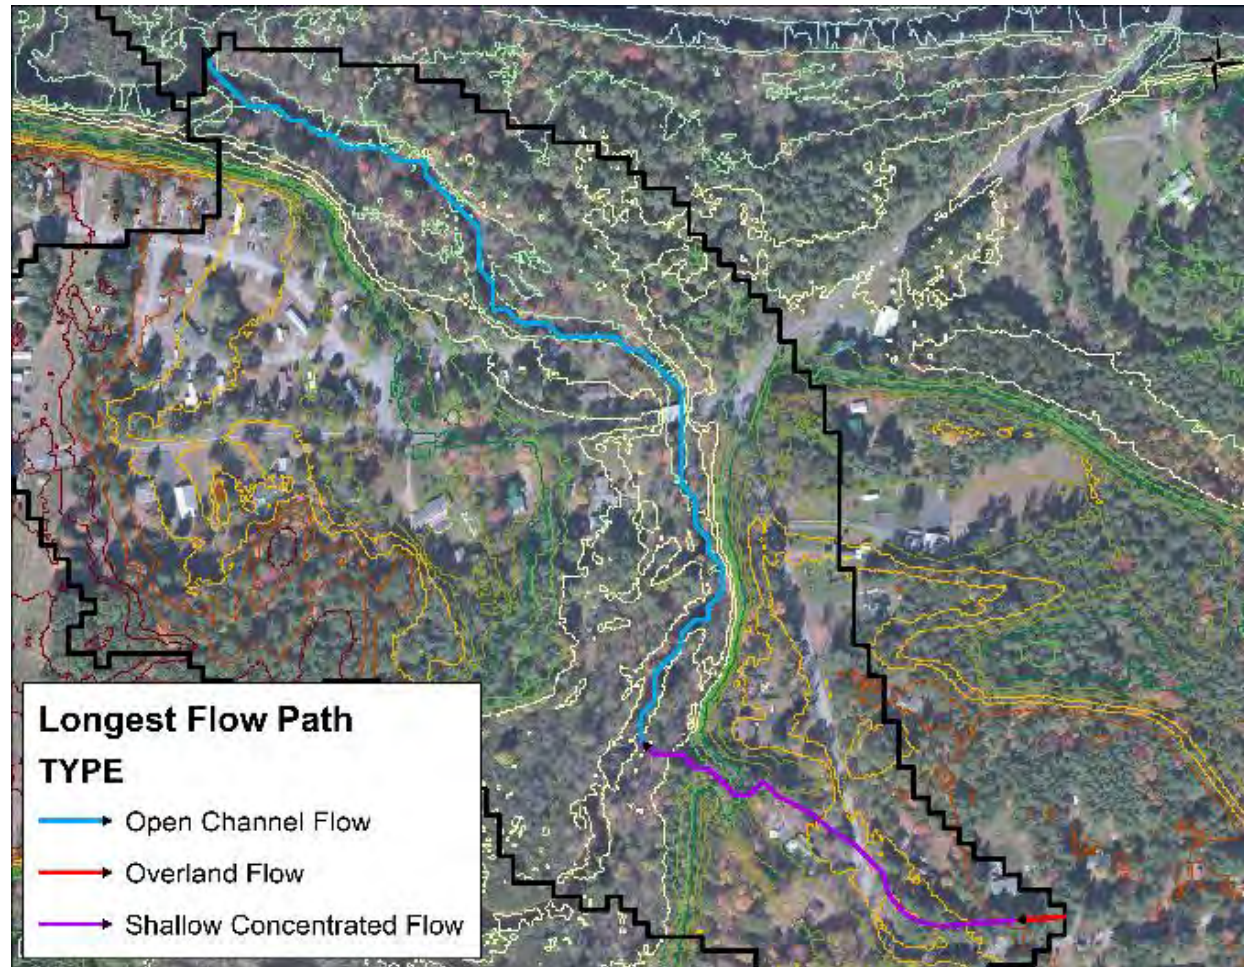 Longest Flow Path
TYPE
Open Channel Flow
Overland Flow
Shallow Concentrated Flow